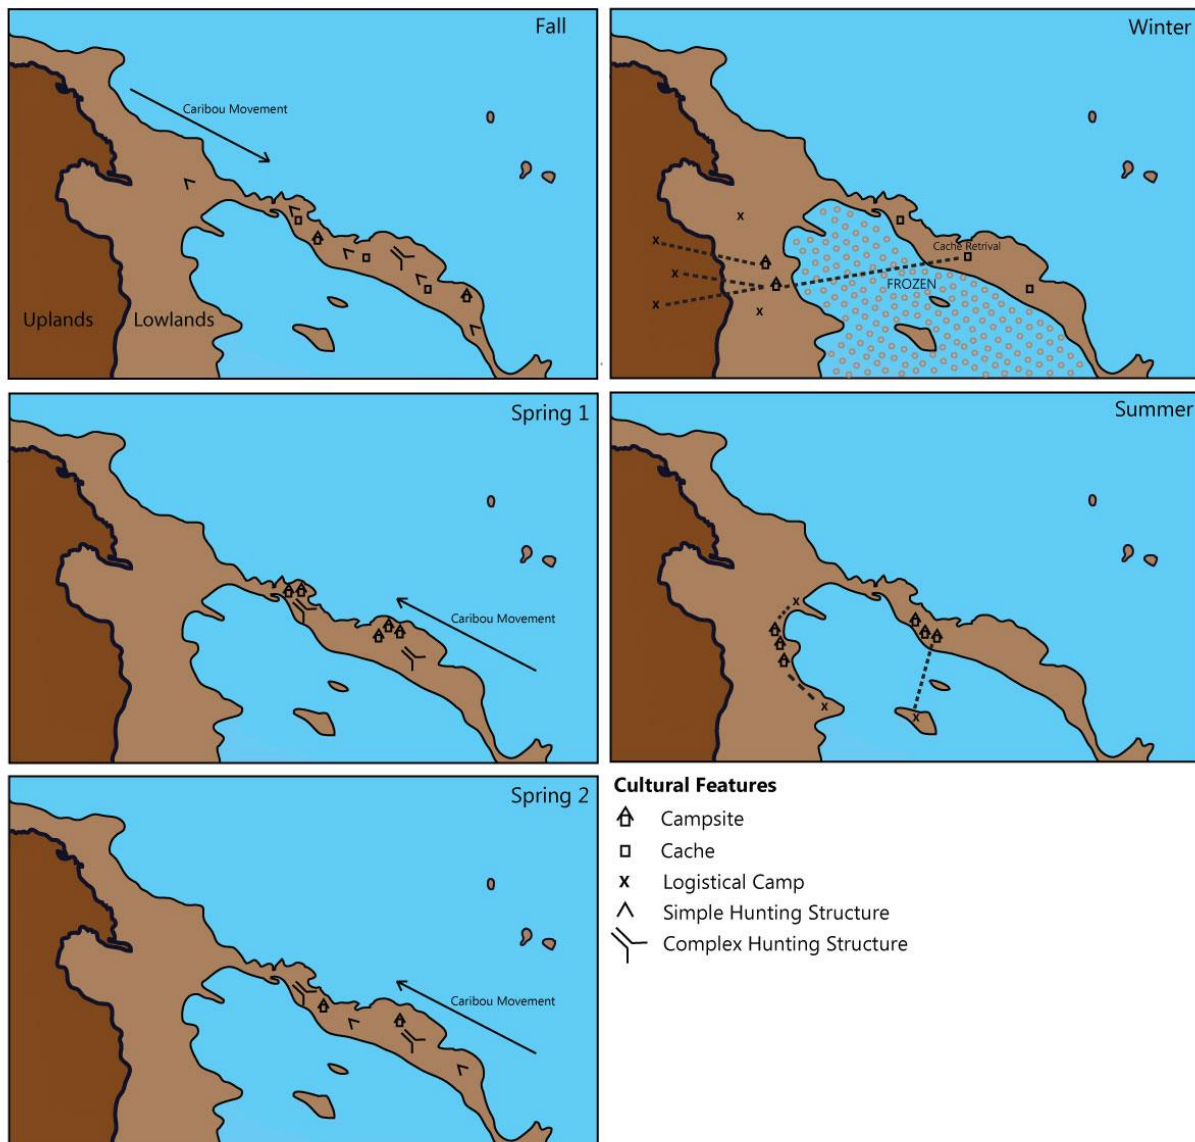 Fall
Caribou Movement
Uplands
Lowlands
Winter
Cache Retrival
FROZEN
Spring 1
Caribou Movement
Summer
Spring 2
Caribou Movement
Cultural Features
Campsite
Cache
x Logistical Camp
Simple Hunting Structure
Complex Hunting Structure